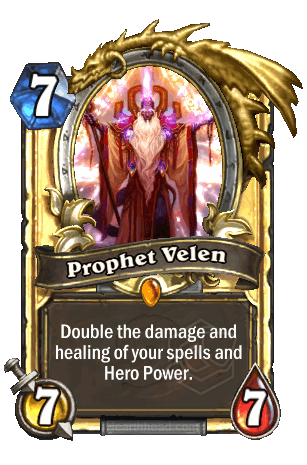 7
Prophet Velen
Double the damage and
healing of your spells and
Hero Power.
7
7